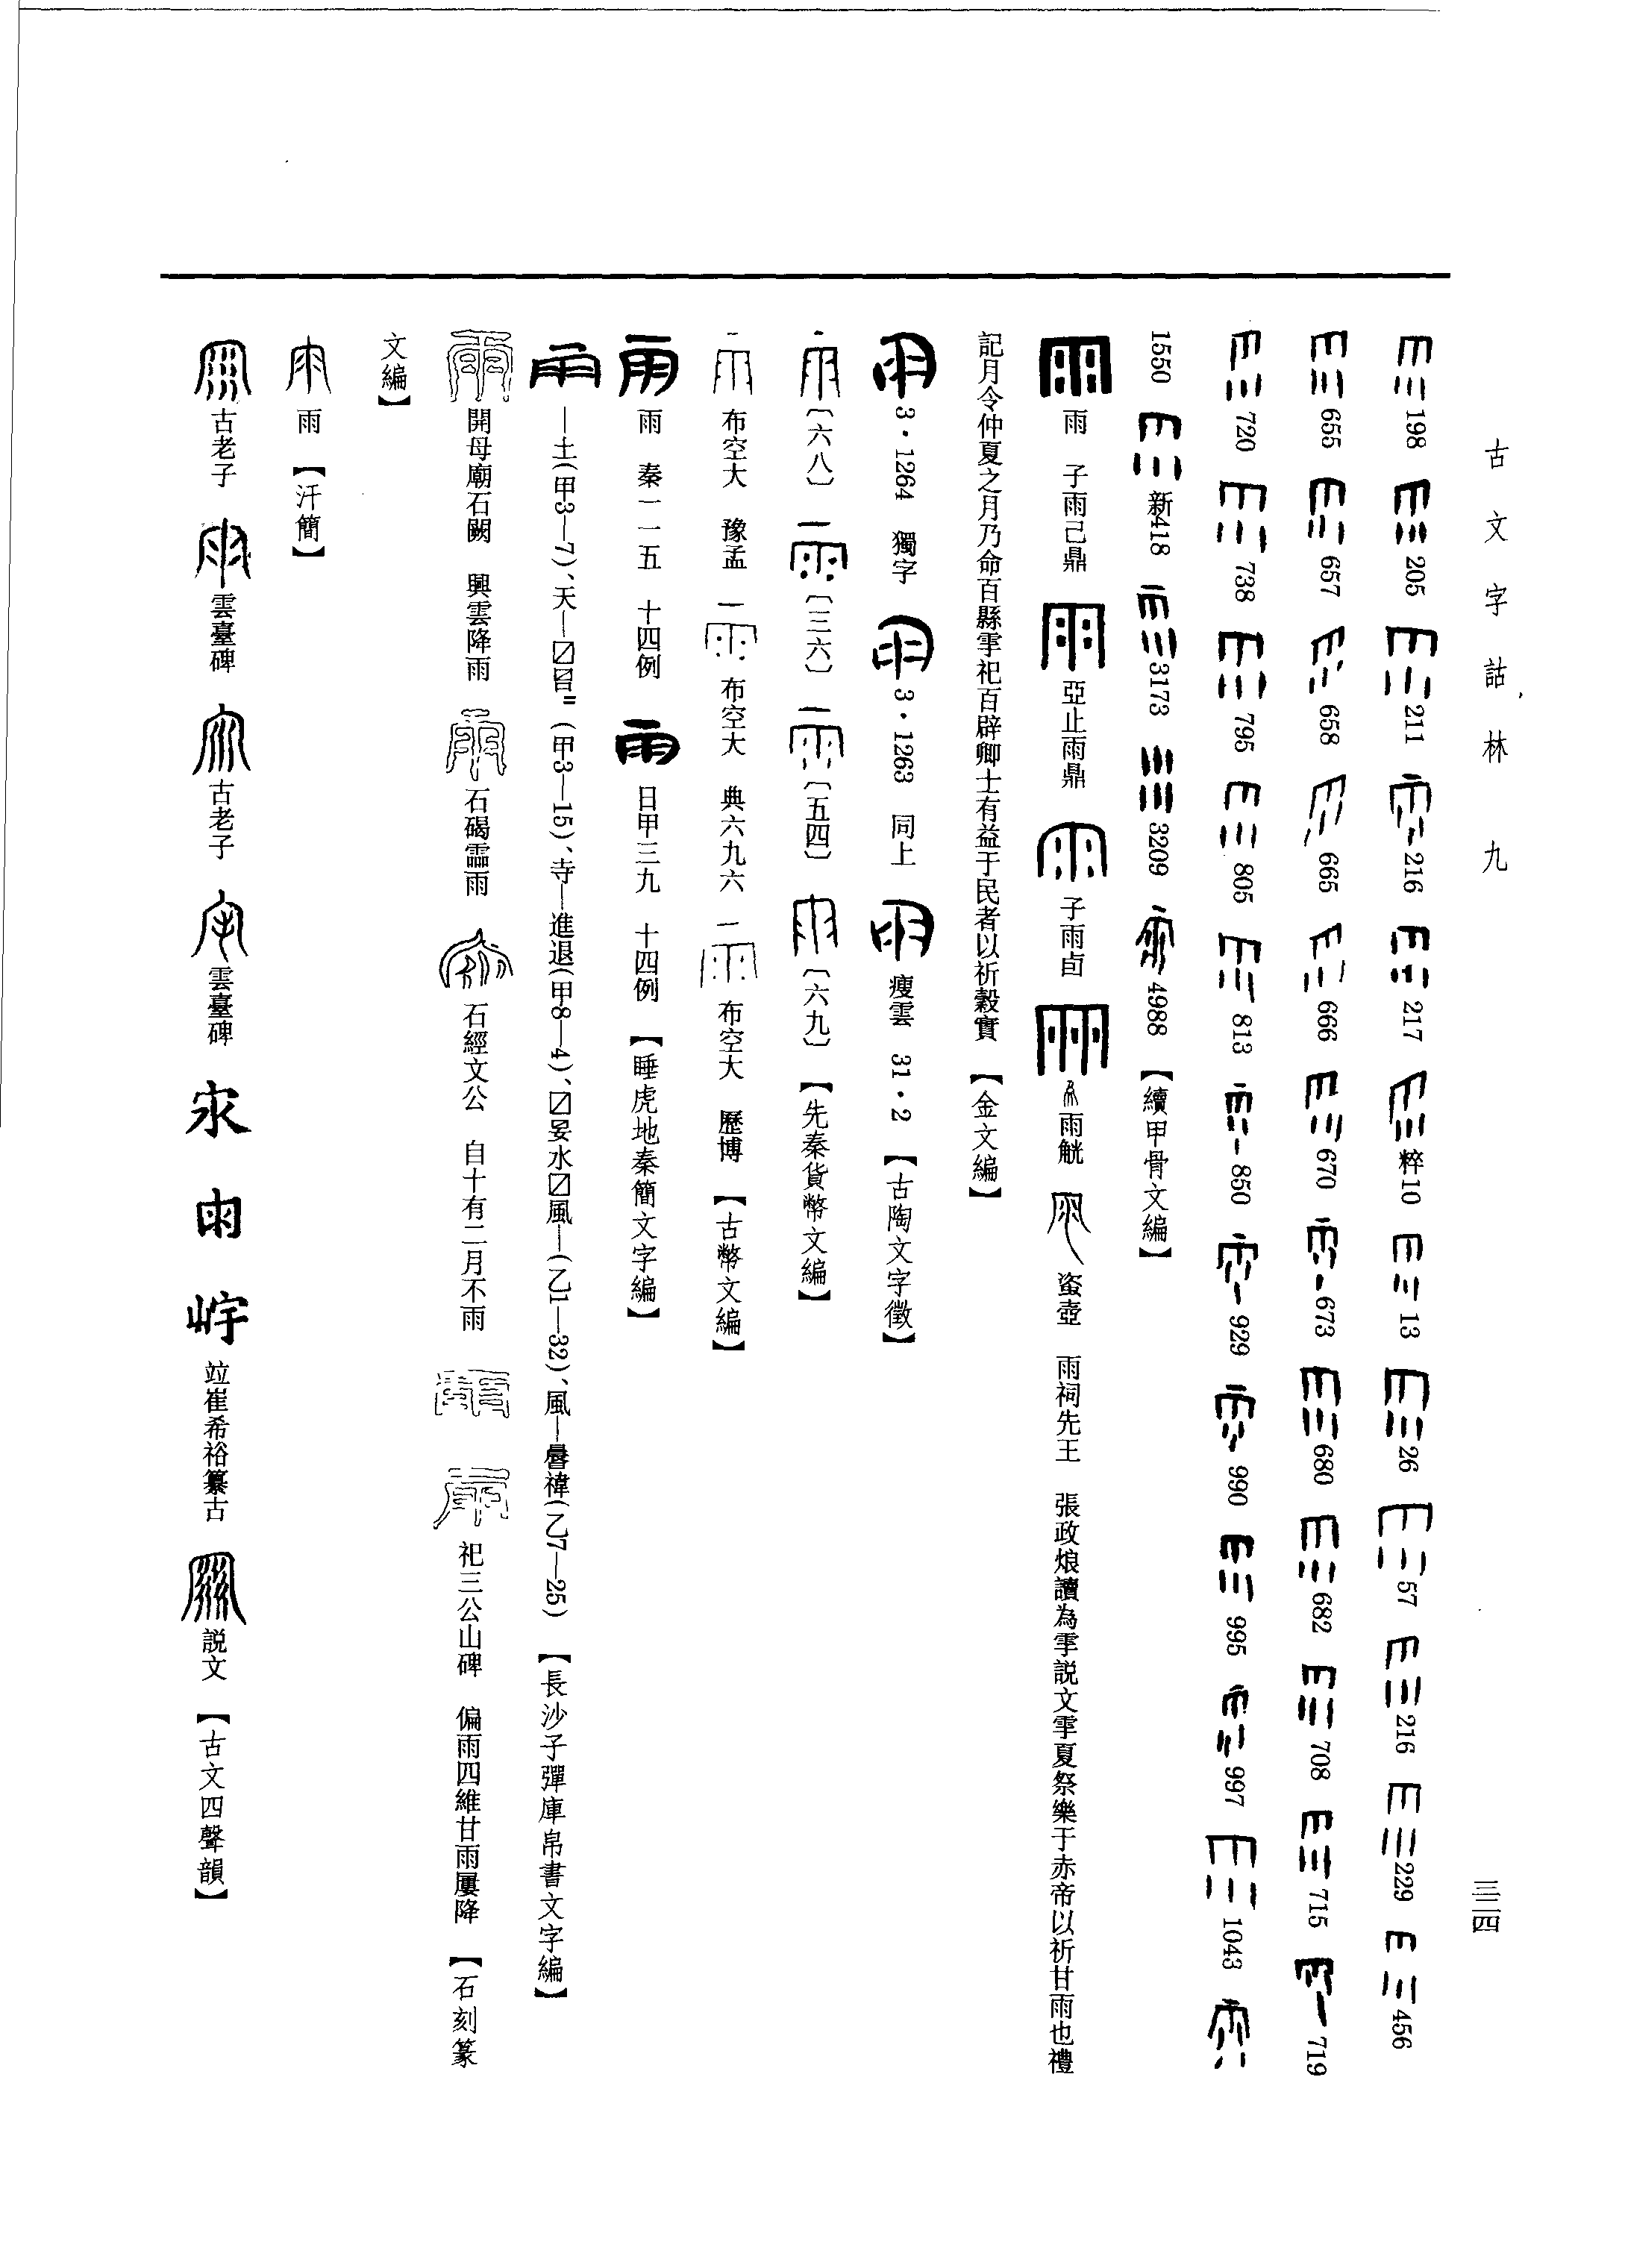 古文字詁林 九
三二四
198 205 211 216 217 粹10 13 26 57 216 229 456
655 657 658 665 666 670 673 680 682 708 715 719
720 738 795 805 813 850 929 990 995 997 1043
1550 新418 3173 3209 4988 【續甲骨文編】
雨 子雨己鼎 亞止雨鼎 子雨卣 雨觥 𧊒壺 雨祠先王 張政烺讀為雩説文雩夏祭樂于赤帝以祈甘雨也禮
記月令仲夏之月乃命百縣雩祀百辟卿士有益于民者以祈穀實 【金文編】
3·1264 獨字 3·1263 同上 瘦雲 31·2 【古陶文字徵】
〔六八〕 〔三六〕 〔五四〕 〔六九〕 【先秦貨幣文編】
布空大 豫孟 布空大 典六九六 布空大 歷博 【古幣文編】
雨 秦一一五 十四例 雨 日甲三九 十四例 【睡虎地秦簡文字編】
—土(甲3—7)、天—〼(甲3—15)、寺—進退(甲8—4)、〼水〼風—(乙1—32)、風—(乙7—25) 【長沙子彈庫帛書文字編】
開母廟石闕 興雲降雨 石碣霝雨 石經文公 自十有二月不雨 祀三公山碑 偏雨四維甘雨屢降 【石刻篆
文編】
雨 【汗簡】
古老子 雲臺碑 古老子 雲臺碑 竝崔希裕纂古 説文 【古文四聲韻】